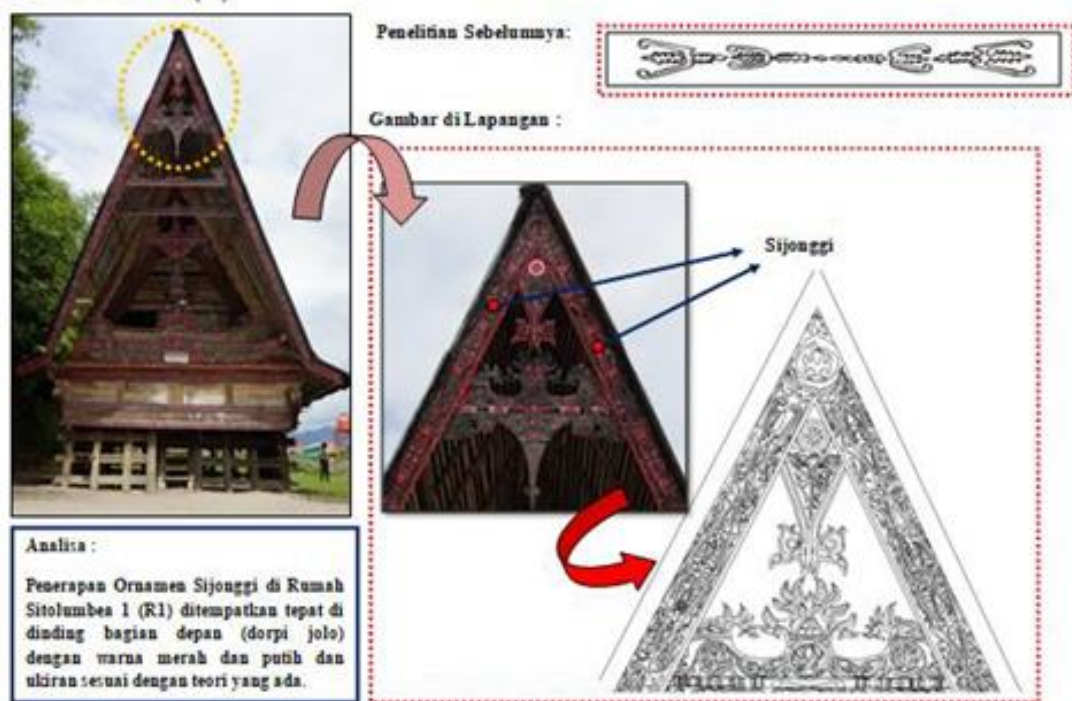 Penelitian Sebelumnya:
Gambar di Lapangan :
Sijonggi
Analisa :
Penerapan Ornamen Sijonggi di Rumah
Sitolumbea 1 (R1) ditempatkan tepat di
dinding bagian depan (dorpi jolo)
dengan warna merah dan putih dan
ukiran sesuai dengan teori yang ada.